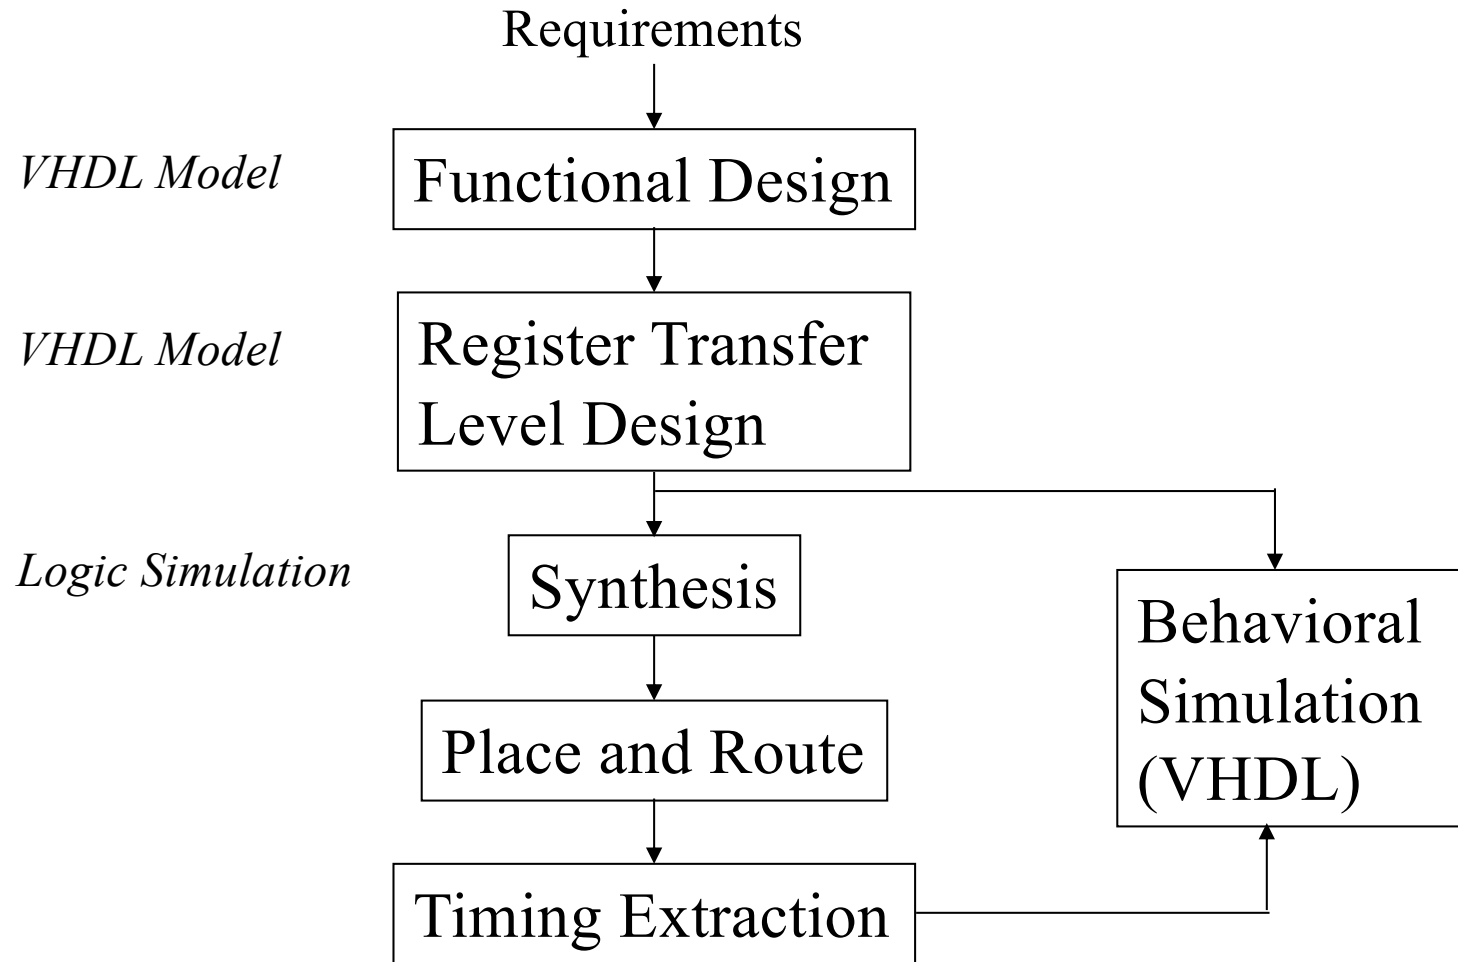 Requirements
VHDL Model
Functional Design
VHDL Model
Register Transfer
Level Design
Logic Simulation
Synthesis
Behavioral
Simulation
(VHDL)
Place and Route
Timing Extraction